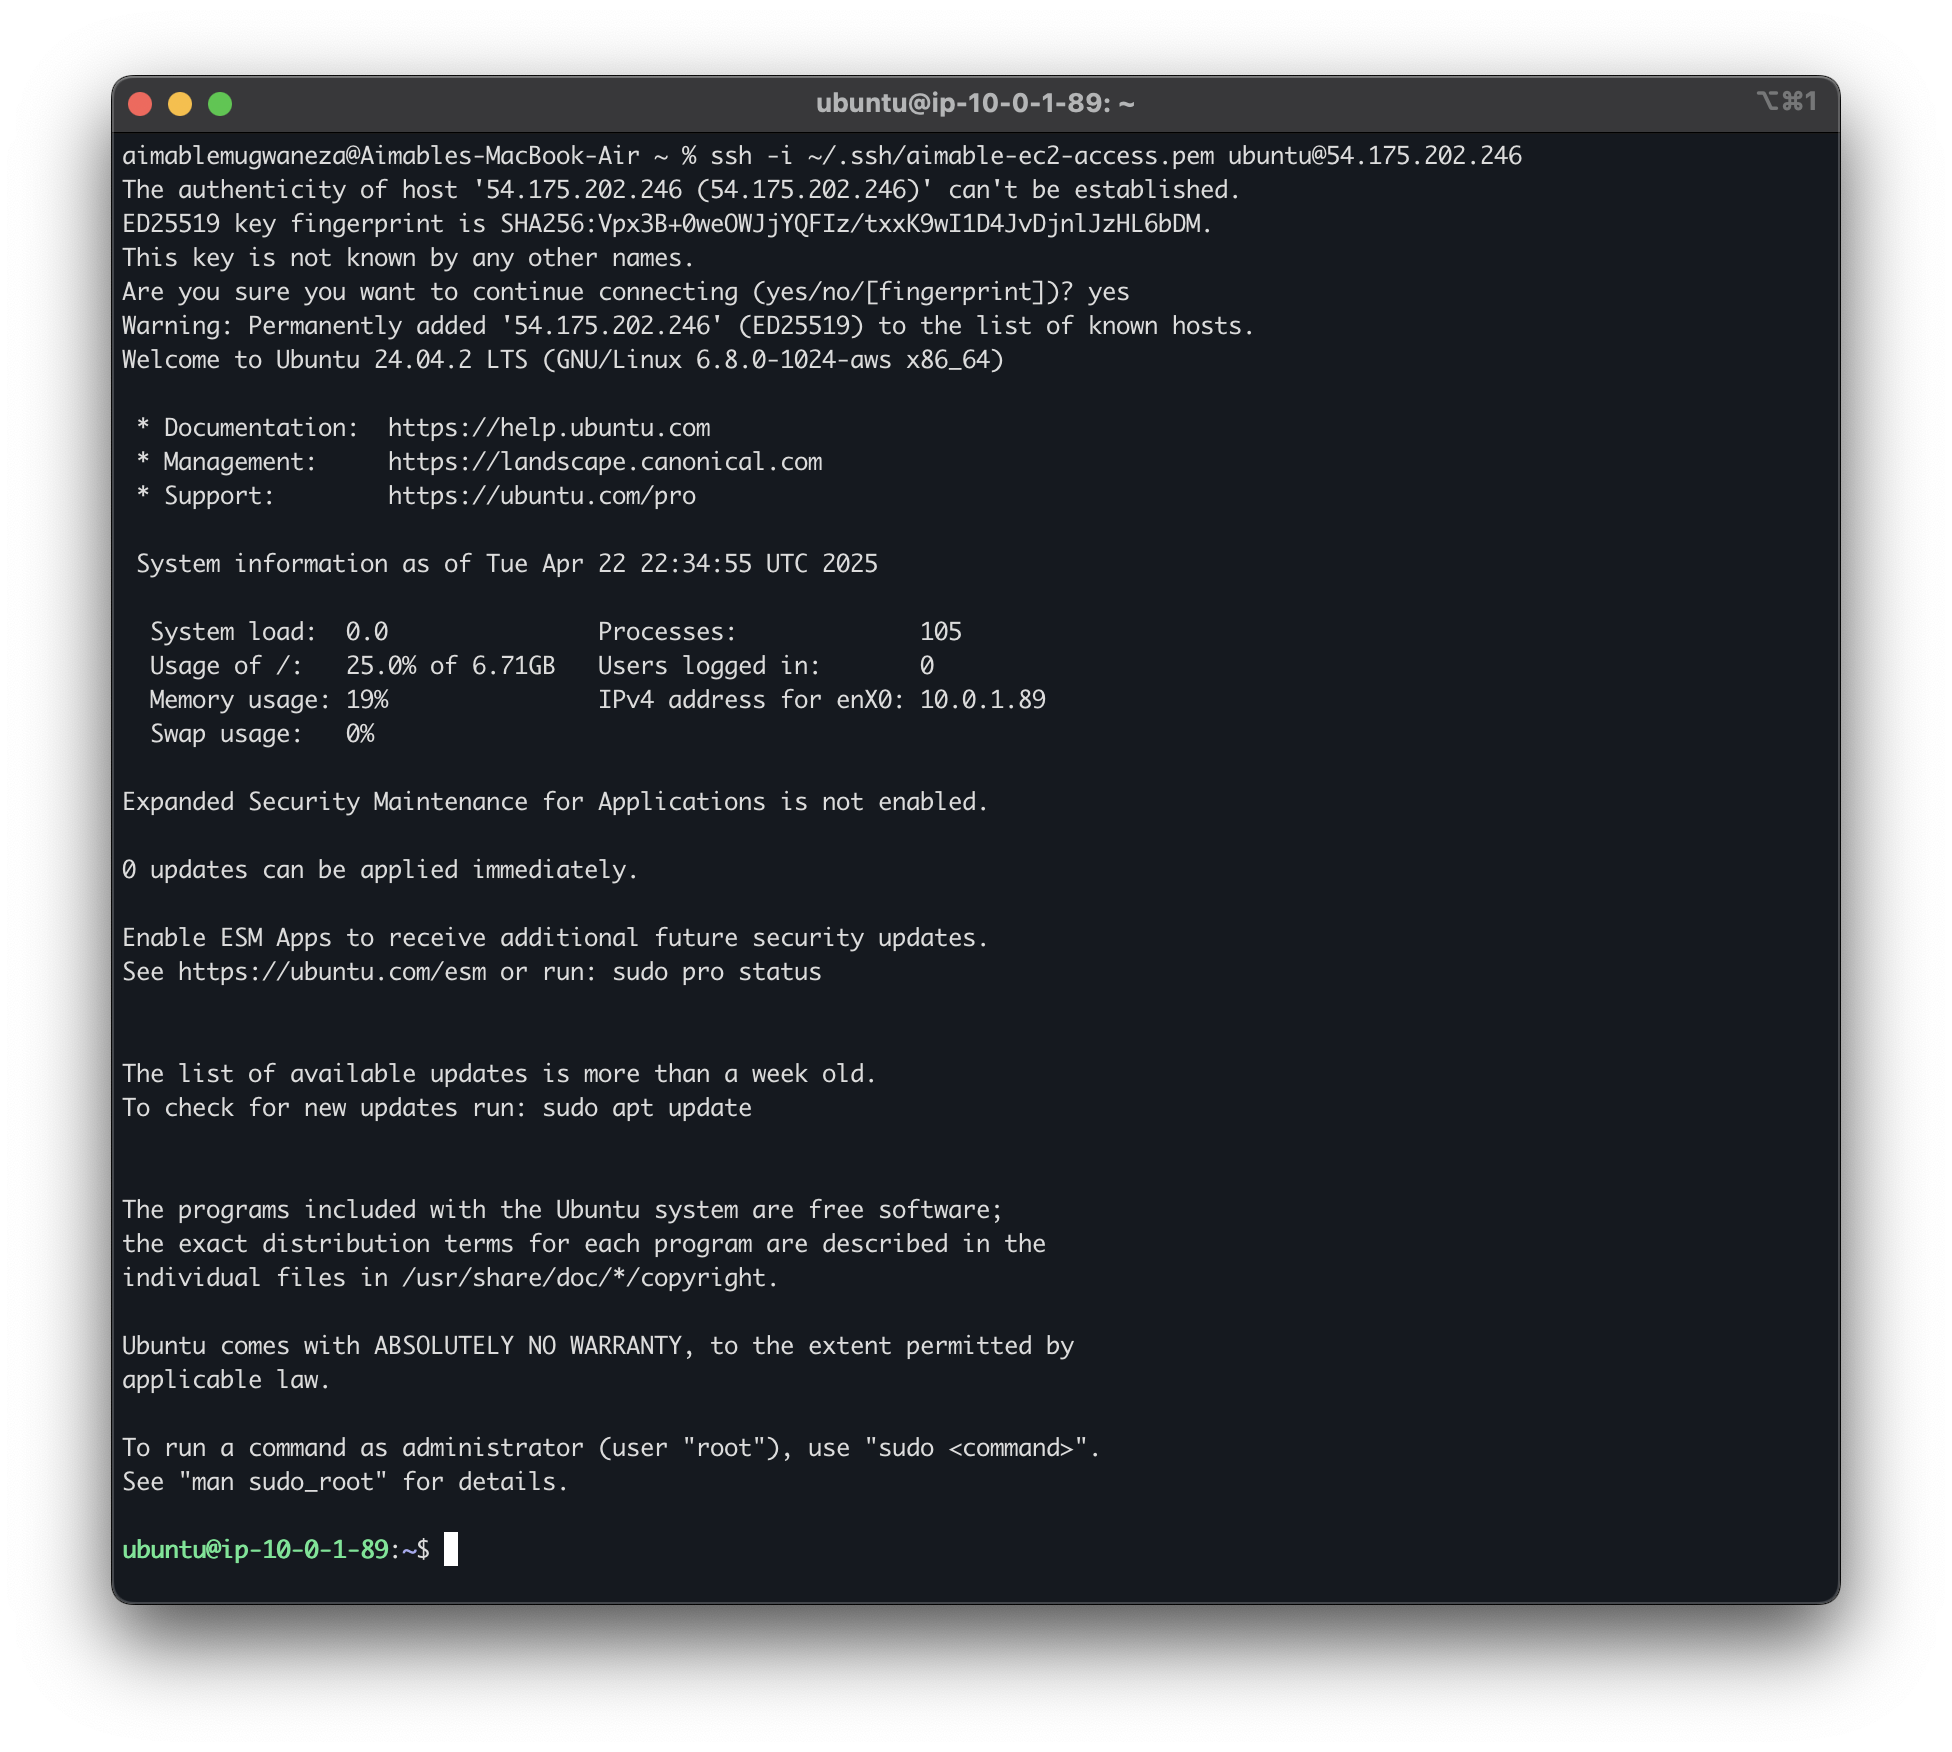 ubuntu@ip-10-0-1-89: ~
⌥⌘1
aimablemugwaneza@Aimables-MacBook-Air ~ % ssh -i ~/.ssh/aimable-ec2-access.pem ubuntu@54.175.202.246
The authenticity of host '54.175.202.246 (54.175.202.246)' can't be established.
ED25519 key fingerprint is SHA256:Vpx3B+0weOWJjYQFIz/txxK9wI1D4JvDjnlJzHL6bDM.
This key is not known by any other names.
Are you sure you want to continue connecting (yes/no/[fingerprint])? yes
Warning: Permanently added '54.175.202.246' (ED25519) to the list of known hosts.
Welcome to Ubuntu 24.04.2 LTS (GNU/Linux 6.8.0-1024-aws x86_64)

 * Documentation:  https://help.ubuntu.com
 * Management:     https://landscape.canonical.com
 * Support:        https://ubuntu.com/pro

 System information as of Tue Apr 22 22:34:55 UTC 2025

  System load:  0.0               Processes:             105
  Usage of /:   25.0% of 6.71GB   Users logged in:       0
  Memory usage: 19%               IPv4 address for enX0: 10.0.1.89
  Swap usage:   0%

Expanded Security Maintenance for Applications is not enabled.

0 updates can be applied immediately.

Enable ESM Apps to receive additional future security updates.
See https://ubuntu.com/esm or run: sudo pro status

The list of available updates is more than a week old.
To check for new updates run: sudo apt update

The programs included with the Ubuntu system are free software;
the exact distribution terms for each program are described in the
individual files in /usr/share/doc/*/copyright.

Ubuntu comes with ABSOLUTELY NO WARRANTY, to the extent permitted by
applicable law.

To run a command as administrator (user "root"), use "sudo <command>".
See "man sudo_root" for details.

ubuntu@ip-10-0-1-89:~$